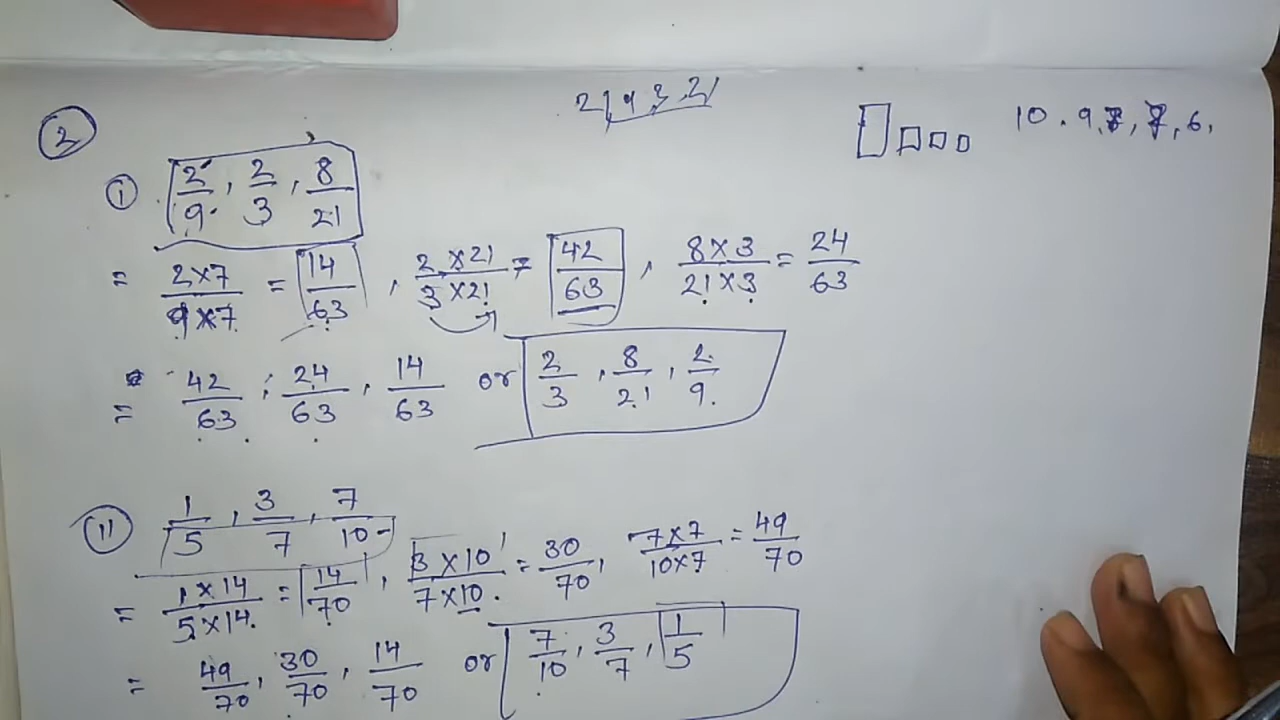 21 9, 3, 21
10. 9, 8, 7, 6,
②
① 2/9, 2/3, 8/21
= 2×7/9×7 = 14/63, 2×21/3×21 = 42/63, 8×3/21×3 = 24/63
= 42/63, 24/63, 14/63 or 2/3, 8/21, 2/9
⑪ 1/5, 3/7, 7/10
= 1×14/5×14 = 14/70, 3×10/7×10 = 30/70, 7×7/10×7 = 49/70
= 49/70, 30/70, 14/70 or 7/10, 3/7, 1/5